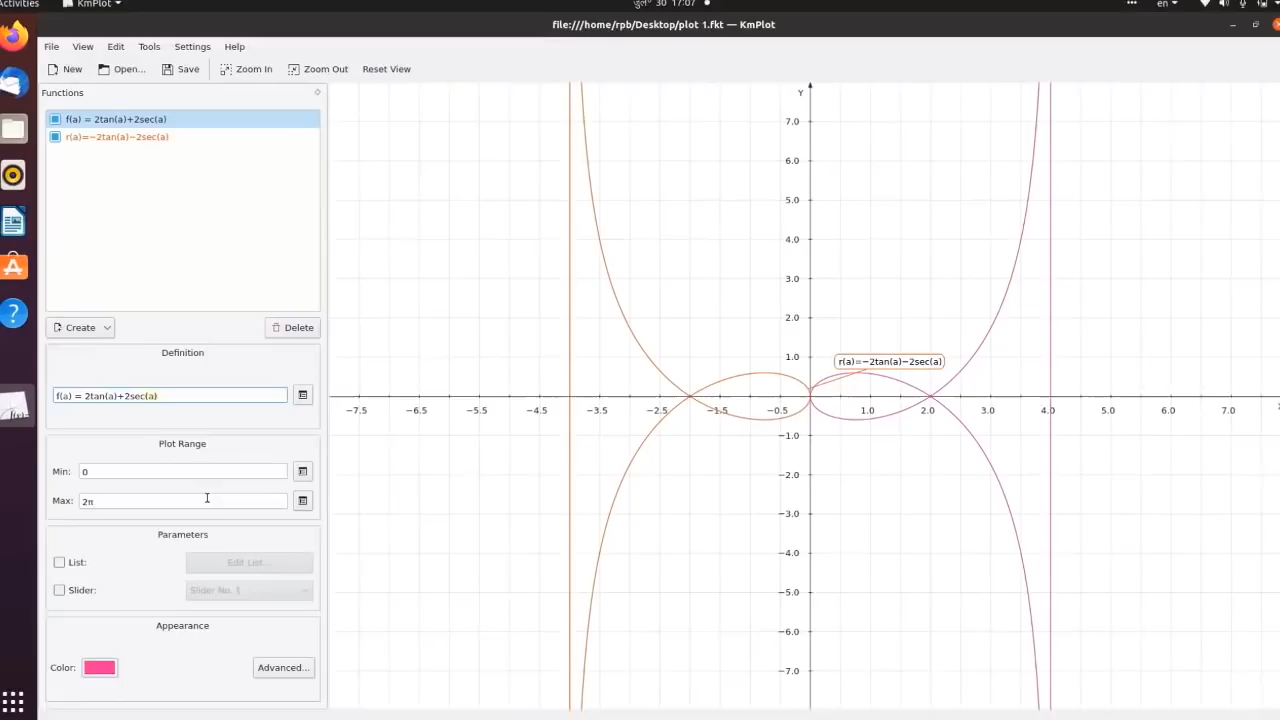 Activities KmPlot जुलै 30 17:07 en
file:///home/rpb/Desktop/plot 1.fkt — KmPlot
File View Edit Tools Settings Help
New Open... Save Zoom In Zoom Out Reset View
Functions
f(a) = 2tan(a)+2sec(a)
r(a)=−2tan(a)−2sec(a)
Create Delete
Definition
f(a) = 2tan(a)+2sec(a)
Plot Range
Min: 0
Max: 2π
Parameters
List: Edit List...
Slider: Slider No. 1
Appearance
Color: Advanced...
Y
7.0
6.0
5.0
4.0
3.0
2.0
1.0
r(a)=−2tan(a)−2sec(a)
−7.5 −6.5 −5.5 −4.5 −3.5 −2.5 −1.5 −0.5 1.0 2.0 3.0 4.0 5.0 6.0 7.0
−1.0
−2.0
−3.0
−4.0
−5.0
−6.0
−7.0